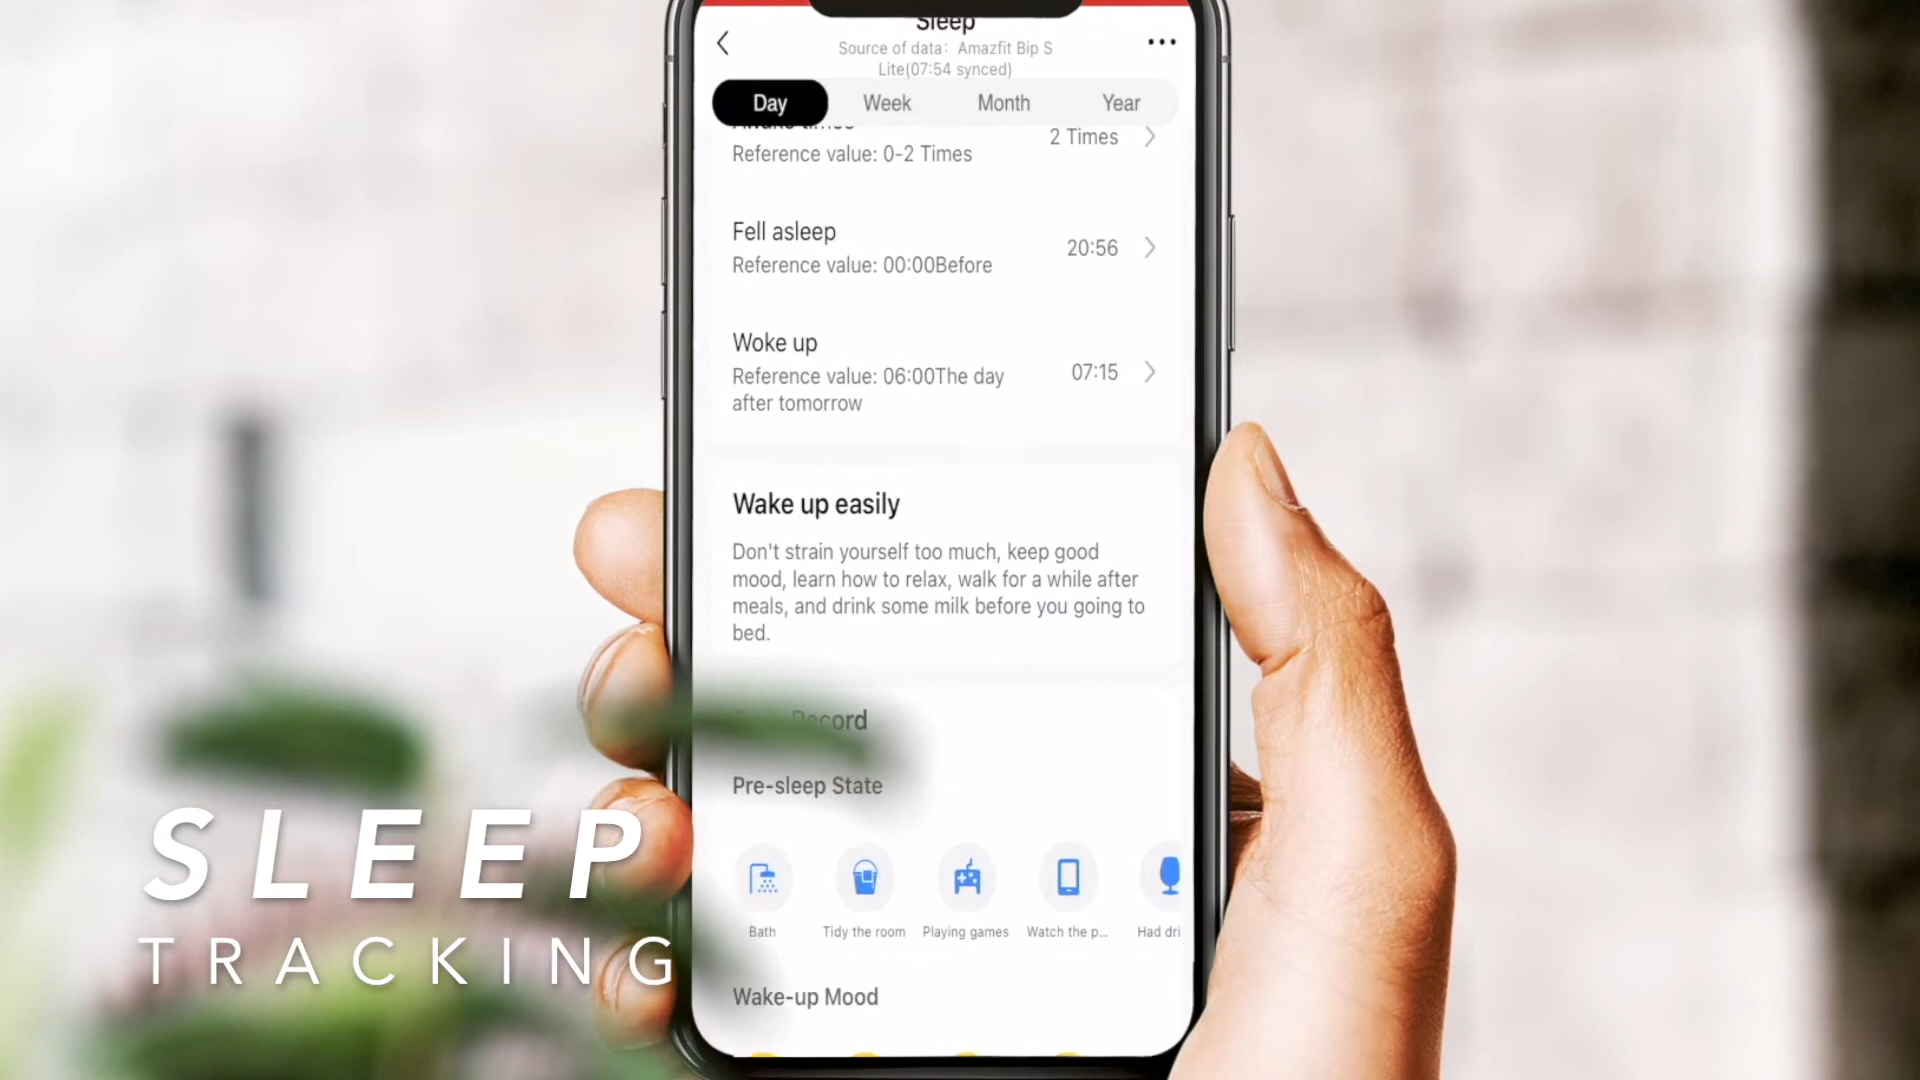 Sleep
Source of data: Amazfit Bip S
Lite(07:54 synced)
Day Week Month Year
Awake times
2 Times
Reference value: 0-2 Times
Fell asleep
20:56
Reference value: 00:00Before
Woke up
07:15
Reference value: 06:00The day
after tomorrow
Wake up easily
Don't strain yourself too much, keep good
mood, learn how to relax, walk for a while after
meals, and drink some milk before you going to
bed.
Record
Pre-sleep State
Bath Tidy the room Playing games Watch the p... Had dri
Wake-up Mood
SLEEP
TRACKING